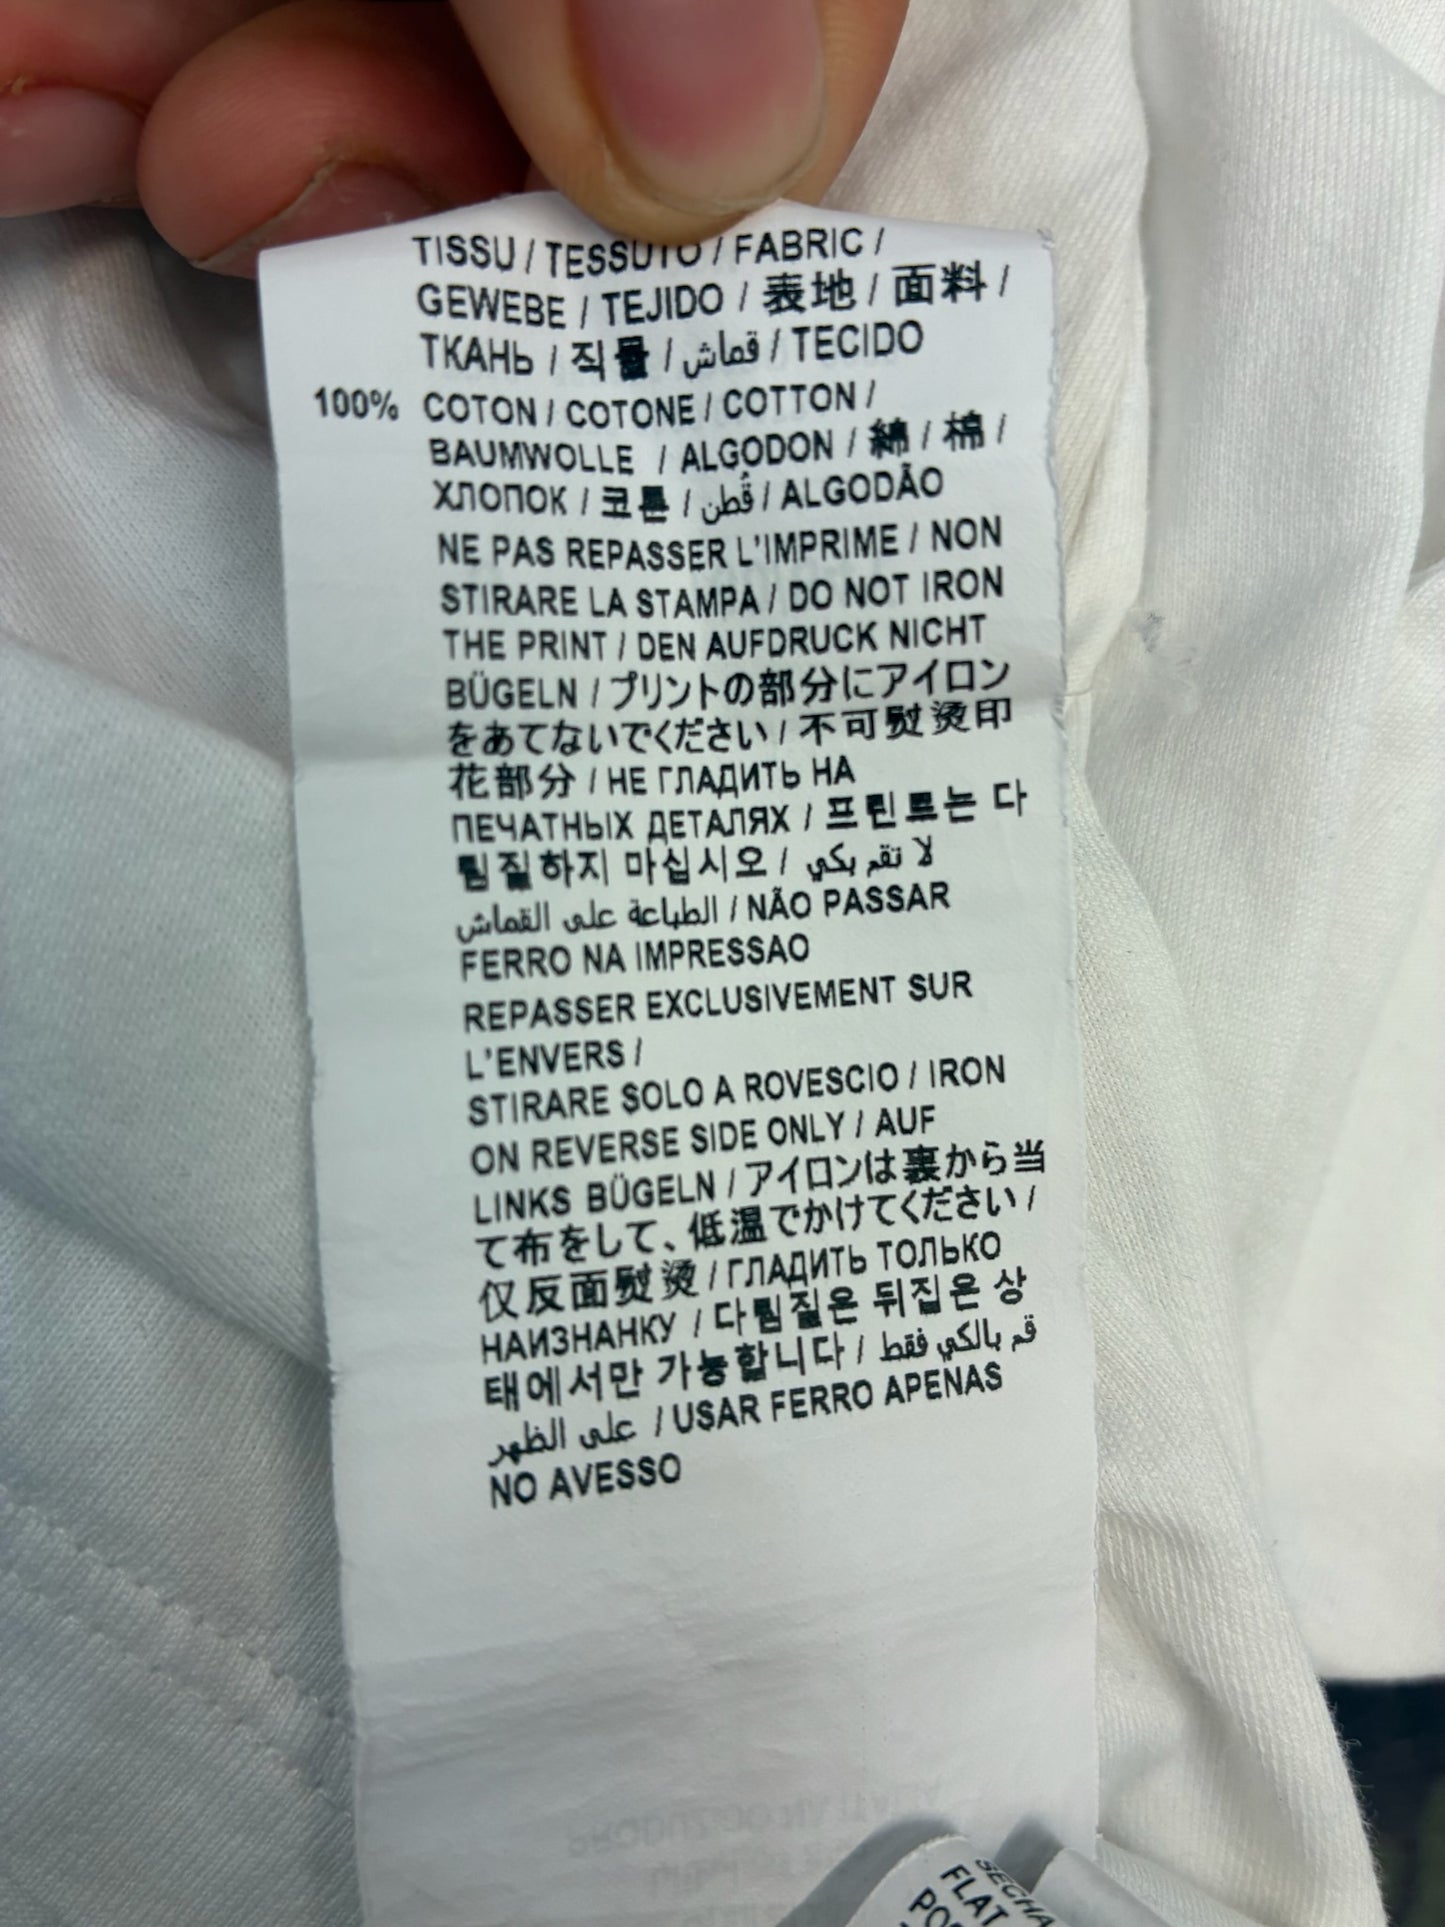 TISSU / TESSUTO / FABRIC /
GEWEBE / TEJIDO / 表地 / 面料 /
ТКАНЬ / 직물 / قماش / TECIDO
100% COTON / COTONE / COTTON /
BAUMWOLLE / ALGODON / 綿 / 棉 /
ХЛОПОК / 코튼 / قُطن / ALGODÃO
NE PAS REPASSER L'IMPRIME / NON
STIRARE LA STAMPA / DO NOT IRON
THE PRINT / DEN AUFDRUCK NICHT
BÜGELN / プリントの部分にアイロン
をあてないでください / 不可熨烫印
花部分 / НЕ ГЛАДИТЬ НА
ПЕЧАТНЫХ ДЕТАЛЯХ / 프린트는 다
림질하지 마십시오 / لا تقم بكي
الطباعة على القماش / NÃO PASSAR
FERRO NA IMPRESSAO
REPASSER EXCLUSIVEMENT SUR
L'ENVERS /
STIRARE SOLO A ROVESCIO / IRON
ON REVERSE SIDE ONLY / AUF
LINKS BÜGELN / アイロンは裏から当
て布をして、低温でかけてください /
仅反面熨烫 / ГЛАДИТЬ ТОЛЬКО
НАИЗНАНКУ / 다림질은 뒤집은 상
태에서만 가능합니다 / قم بالكي فقط
على الظهر / USAR FERRO APENAS
NO AVESSO
FLAT